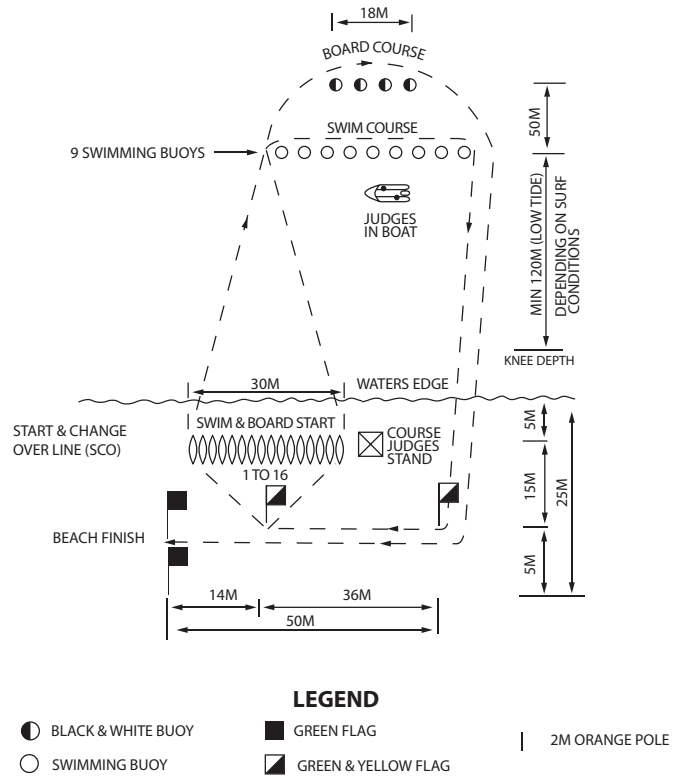 18M
BOARD COURSE
SWIM COURSE
9 SWIMMING BUOYS
50M
JUDGES
IN BOAT
MIN 120M (LOW TIDE)
DEPENDING ON SURF
CONDITIONS
KNEE DEPTH
30M
WATERS EDGE
START & CHANGE
OVER LINE (SCO)
SWIM & BOARD START
COURSE
JUDGES
STAND
1 TO 16
5M
15M
25M
BEACH FINISH
5M
14M
36M
50M
LEGEND
BLACK & WHITE BUOY
GREEN FLAG
2M ORANGE POLE
SWIMMING BUOY
GREEN & YELLOW FLAG